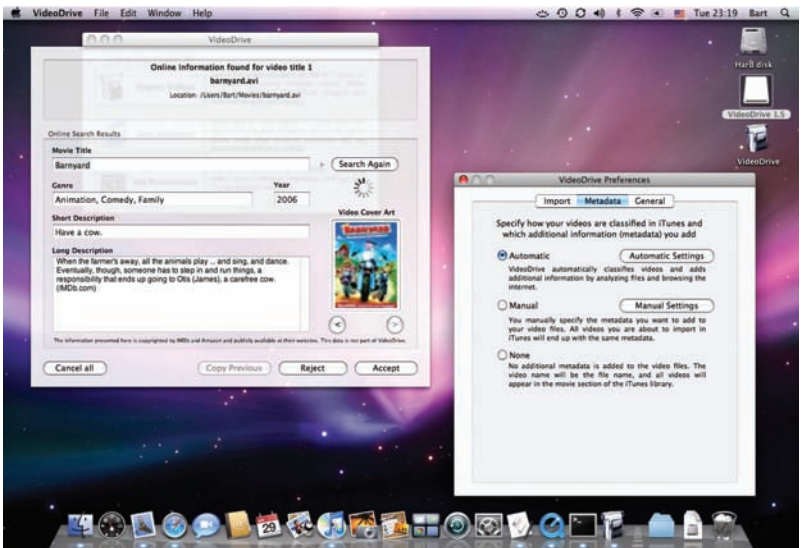 VideoDrive File Edit Window Help
Tue 23:19 Bart
VideoDrive
Online Information found for video title 1
barnyard.avi
Location: /Users/Bart/Movies/barnyard.avi
Online Search Results
Movie Title
Barnyard
Search Again
Genre
Year
Animation, Comedy, Family
2006
Short Description
Video Cover Art
Have a cow.
BARNYARD
Long Description
When the farmer's away, all the animals play ... and sing, and dance.
Eventually, though, someone has to step in and run things, a
responsibility that ends up going to Otis (James), a carefree cow.
(IMDb.com)
<
>
The information presented here is copyrighted by IMDb and Amazon and publicly available at their websites. This data is not part of VideoDrive.
Cancel all
Copy Previous
Reject
Accept
Hard disk
VideoDrive 1.5
VideoDrive
VideoDrive Preferences
Import Metadata General
Specify how your videos are classified in iTunes and
which additional information (metadata) you add
Automatic
Automatic Settings
VideoDrive automatically classifies videos and adds
additional information by analyzing files and browsing the
internet.
Manual
Manual Settings
You manually specify the metadata you want to add to
your video files. All videos you are about to import in
iTunes will end up with the same metadata.
None
No additional metadata is added to the video files. The
video name will be the file name, and all videos will
appear in the movie section of the iTunes library.
29